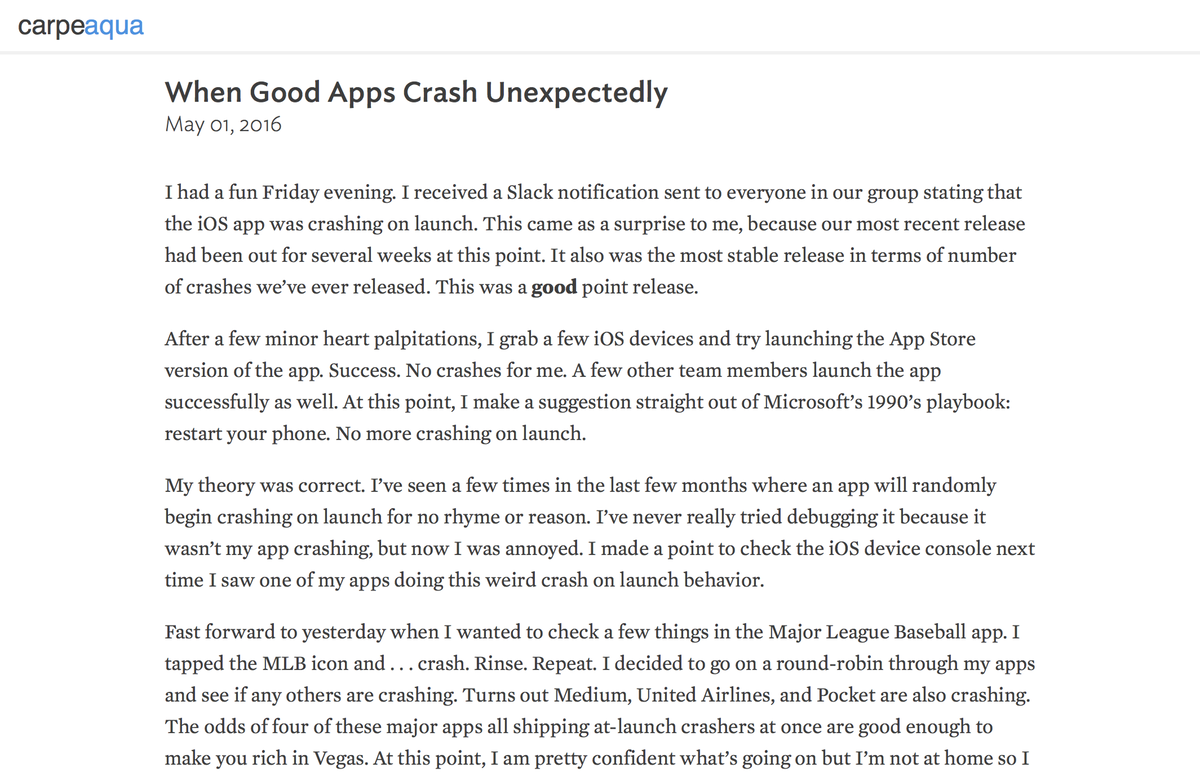 carpeaqua
When Good Apps Crash Unexpectedly
May 01, 2016
I had a fun Friday evening. I received a Slack notification sent to everyone in our group stating that
the iOS app was crashing on launch. This came as a surprise to me, because our most recent release
had been out for several weeks at this point. It also was the most stable release in terms of number
of crashes we’ve ever released. This was a good point release.
After a few minor heart palpitations, I grab a few iOS devices and try launching the App Store
version of the app. Success. No crashes for me. A few other team members launch the app
successfully as well. At this point, I make a suggestion straight out of Microsoft’s 1990’s playbook:
restart your phone. No more crashing on launch.
My theory was correct. I’ve seen a few times in the last few months where an app will randomly
begin crashing on launch for no rhyme or reason. I’ve never really tried debugging it because it
wasn’t my app crashing, but now I was annoyed. I made a point to check the iOS device console next
time I saw one of my apps doing this weird crash on launch behavior.
Fast forward to yesterday when I wanted to check a few things in the Major League Baseball app. I
tapped the MLB icon and . . . crash. Rinse. Repeat. I decided to go on a round-robin through my apps
and see if any others are crashing. Turns out Medium, United Airlines, and Pocket are also crashing.
The odds of four of these major apps all shipping at-launch crashers at once are good enough to
make you rich in Vegas. At this point, I am pretty confident what’s going on but I’m not at home so I